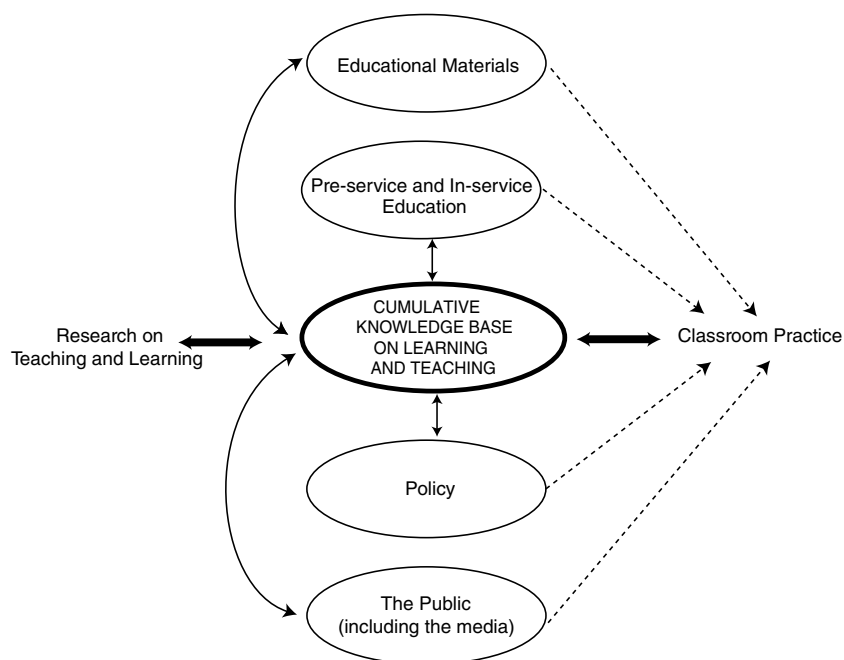 Educational Materials
Pre-service and In-service
Education
CUMULATIVE
KNOWLEDGE BASE
ON LEARNING
AND TEACHING
Research on
Teaching and Learning
Classroom Practice
Policy
The Public
(including the media)